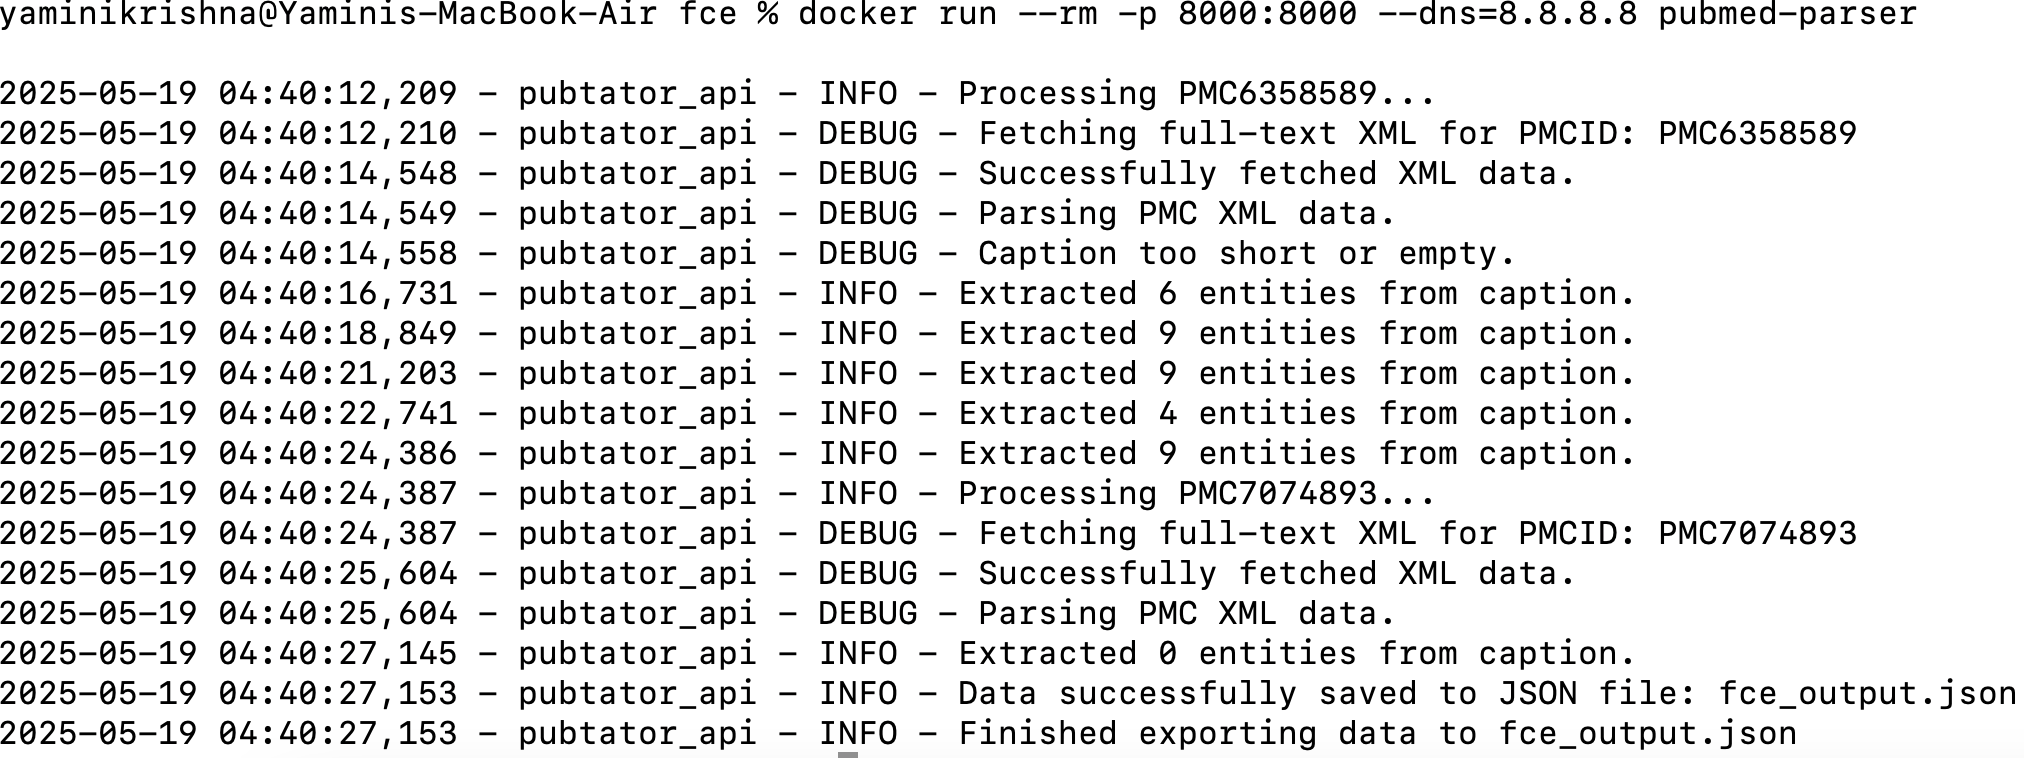 yaminikrishna@Yaminis-MacBook-Air fce % docker run --rm -p 8000:8000 --dns=8.8.8.8 pubmed-parser
2025-05-19 04:40:12,209 - pubtator_api - INFO - Processing PMC6358589...
2025-05-19 04:40:12,210 - pubtator_api - DEBUG - Fetching full-text XML for PMCID: PMC6358589
2025-05-19 04:40:14,548 - pubtator_api - DEBUG - Successfully fetched XML data.
2025-05-19 04:40:14,549 - pubtator_api - DEBUG - Parsing PMC XML data.
2025-05-19 04:40:14,558 - pubtator_api - DEBUG - Caption too short or empty.
2025-05-19 04:40:16,731 - pubtator_api - INFO - Extracted 6 entities from caption.
2025-05-19 04:40:18,849 - pubtator_api - INFO - Extracted 9 entities from caption.
2025-05-19 04:40:21,203 - pubtator_api - INFO - Extracted 9 entities from caption.
2025-05-19 04:40:22,741 - pubtator_api - INFO - Extracted 4 entities from caption.
2025-05-19 04:40:24,386 - pubtator_api - INFO - Extracted 9 entities from caption.
2025-05-19 04:40:24,387 - pubtator_api - INFO - Processing PMC7074893...
2025-05-19 04:40:24,387 - pubtator_api - DEBUG - Fetching full-text XML for PMCID: PMC7074893
2025-05-19 04:40:25,604 - pubtator_api - DEBUG - Successfully fetched XML data.
2025-05-19 04:40:25,604 - pubtator_api - DEBUG - Parsing PMC XML data.
2025-05-19 04:40:27,145 - pubtator_api - INFO - Extracted 0 entities from caption.
2025-05-19 04:40:27,153 - pubtator_api - INFO - Data successfully saved to JSON file: fce_output.json
2025-05-19 04:40:27,153 - pubtator_api - INFO - Finished exporting data to fce_output.json